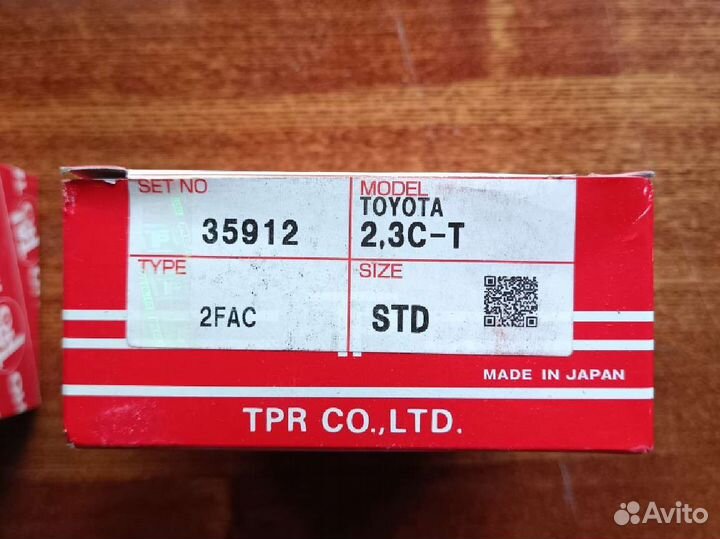 SET NO
35912
MODEL
TOYOTA
2,3C-T
TYPE
2FAC
SIZE
STD
MADE IN JAPAN
TPR CO.,LTD.
Avito